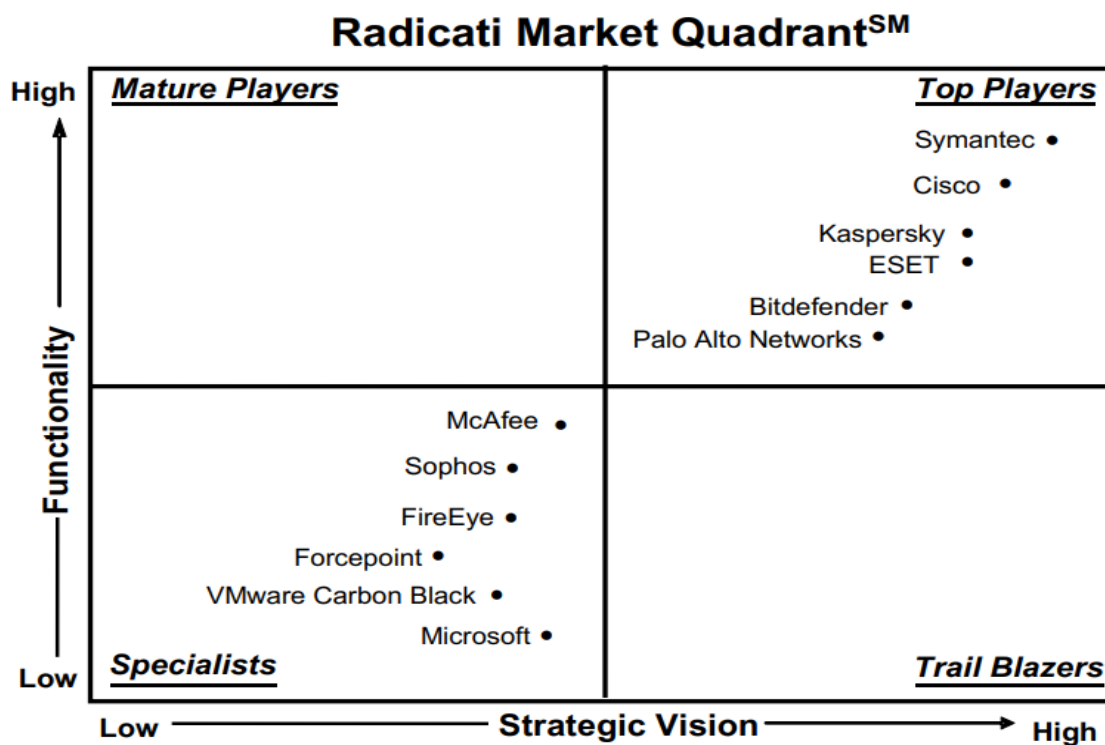 Radicati Market Quadrant℠
High
Mature Players
Top Players
Symantec
Cisco
Kaspersky
ESET
Bitdefender
Palo Alto Networks
Functionality
McAfee
Sophos
FireEye
Forcepoint
VMware Carbon Black
Microsoft
Specialists
Trail Blazers
Low
Low
Strategic Vision
High